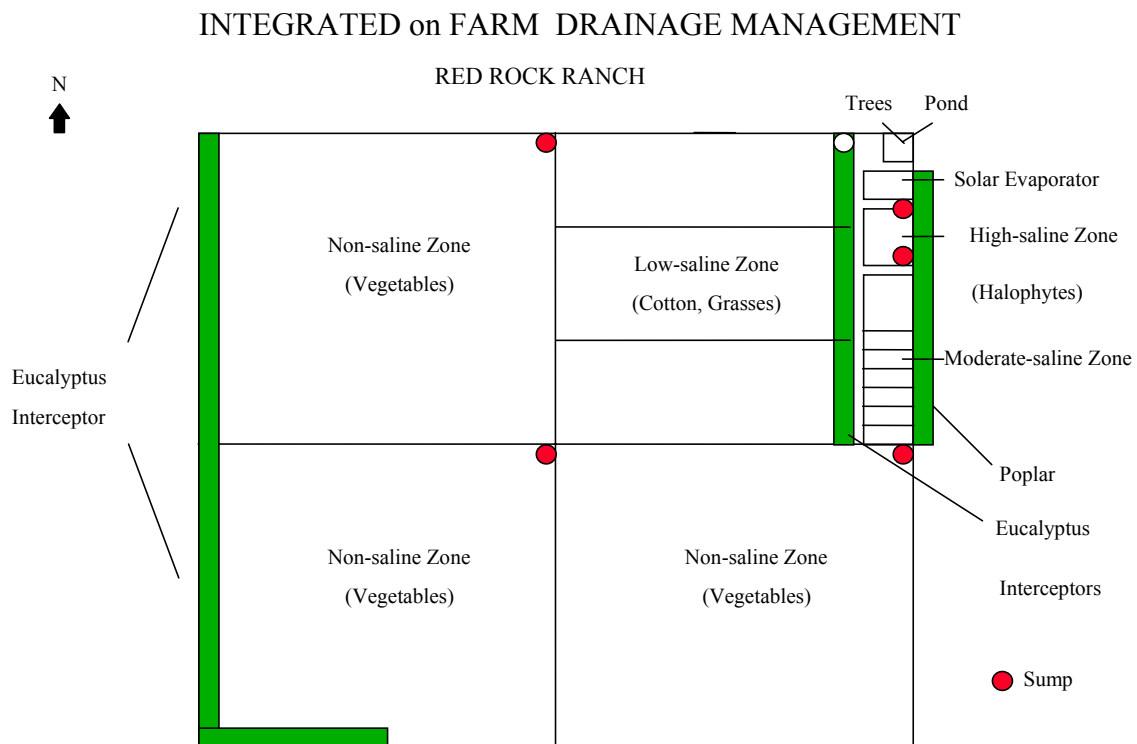 INTEGRATED on FARM DRAINAGE MANAGEMENT
RED ROCK RANCH
N
Trees
Pond
Solar Evaporator
Non-saline Zone
(Vegetables)
Low-saline Zone
(Cotton, Grasses)
High-saline Zone
(Halophytes)
Moderate-saline Zone
Eucalyptus
Interceptor
Poplar
Eucalyptus
Interceptors
Non-saline Zone
(Vegetables)
Non-saline Zone
(Vegetables)
Sump